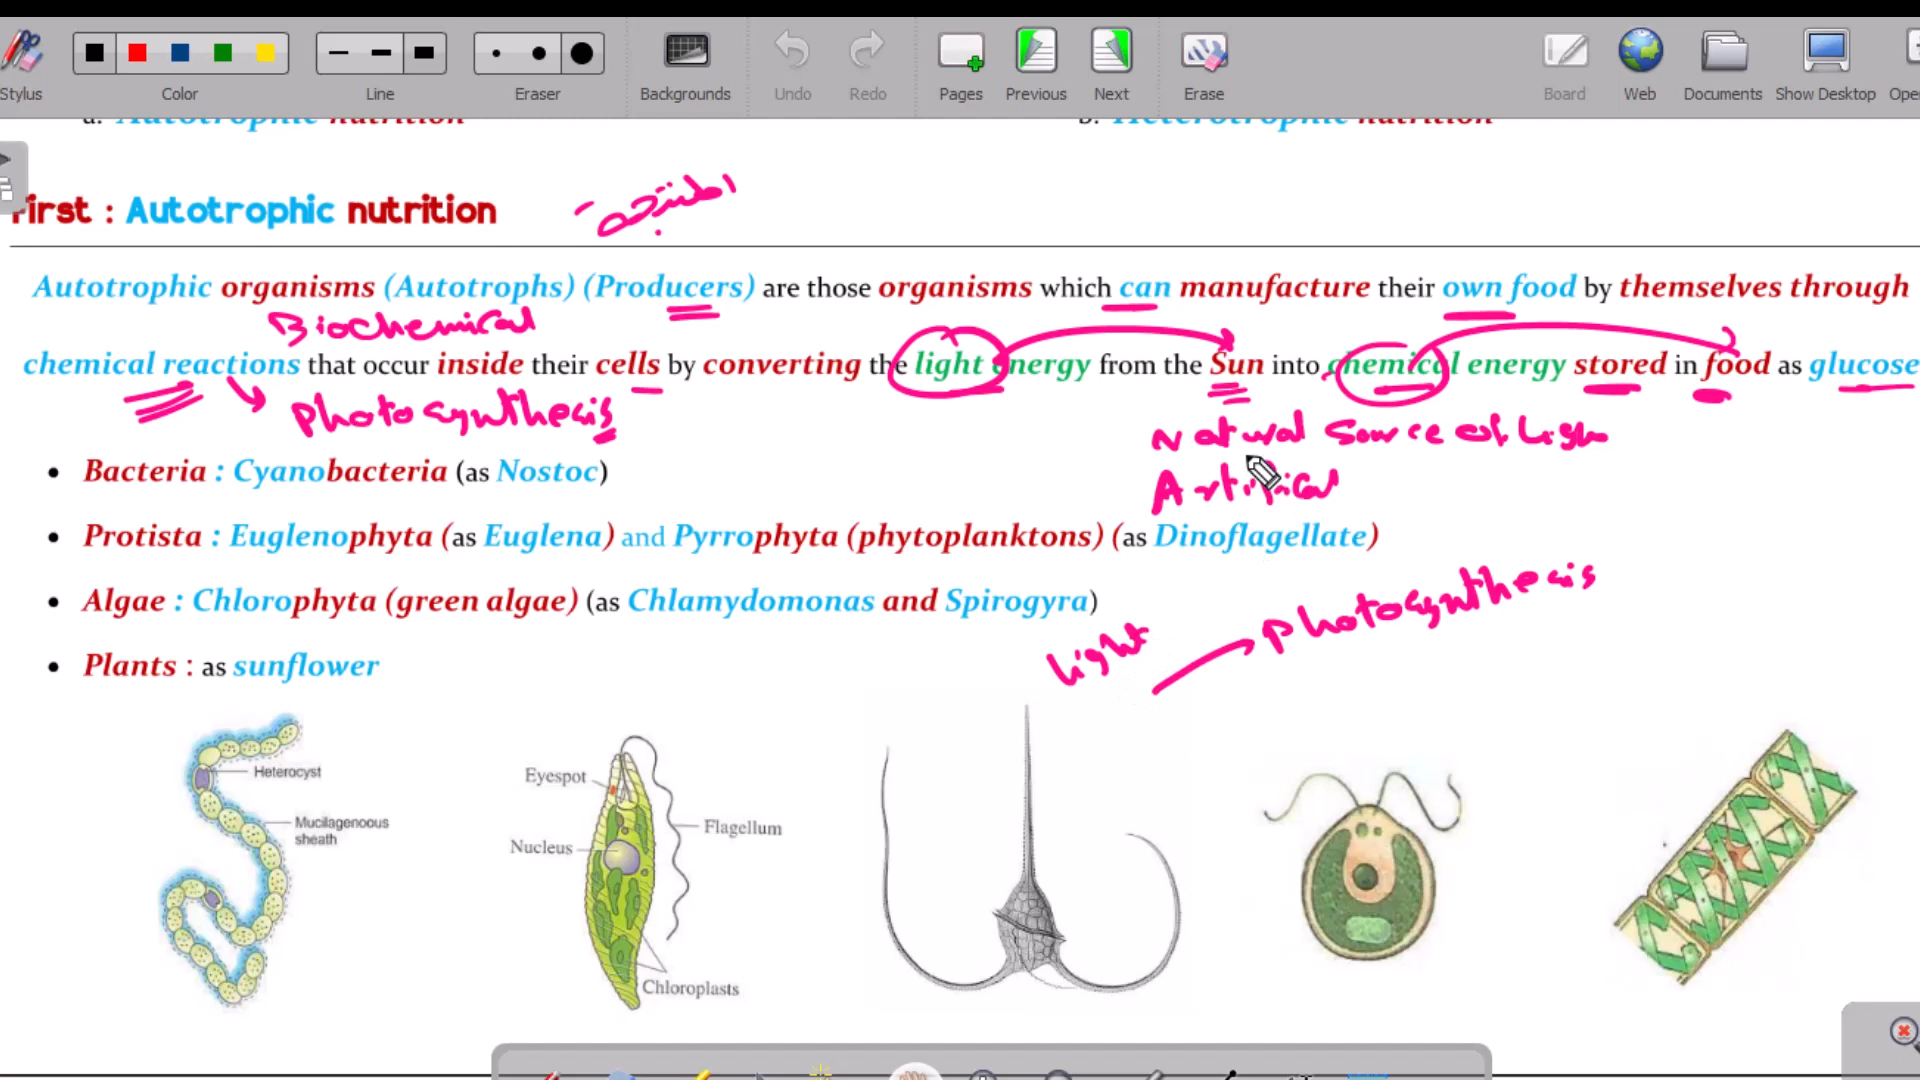 Stylus Color Line Eraser Backgrounds Undo Redo Pages Previous Next Erase Board Web Documents Show Desktop
a. Autotrophic nutrition b. Heterotrophic nutrition
First : Autotrophic nutrition
Autotrophic organisms (Autotrophs) (Producers) are those organisms which can manufacture their own food by themselves through
Biochemical
chemical reactions that occur inside their cells by converting the light energy from the Sun into chemical energy stored in food as glucose
Photosynthesis
Natural Source of Light
Artifical
• Bacteria : Cyanobacteria (as Nostoc)
• Protista : Euglenophyta (as Euglena) and Pyrrophyta (phytoplanktons) (as Dinoflagellate)
• Algae : Chlorophyta (green algae) (as Chlamydomonas and Spirogyra)
Light Photosynthesis
• Plants : as sunflower
Heterocyst
Mucilagenoous
sheath
Eyespot
Flagellum
Nucleus
Chloroplasts